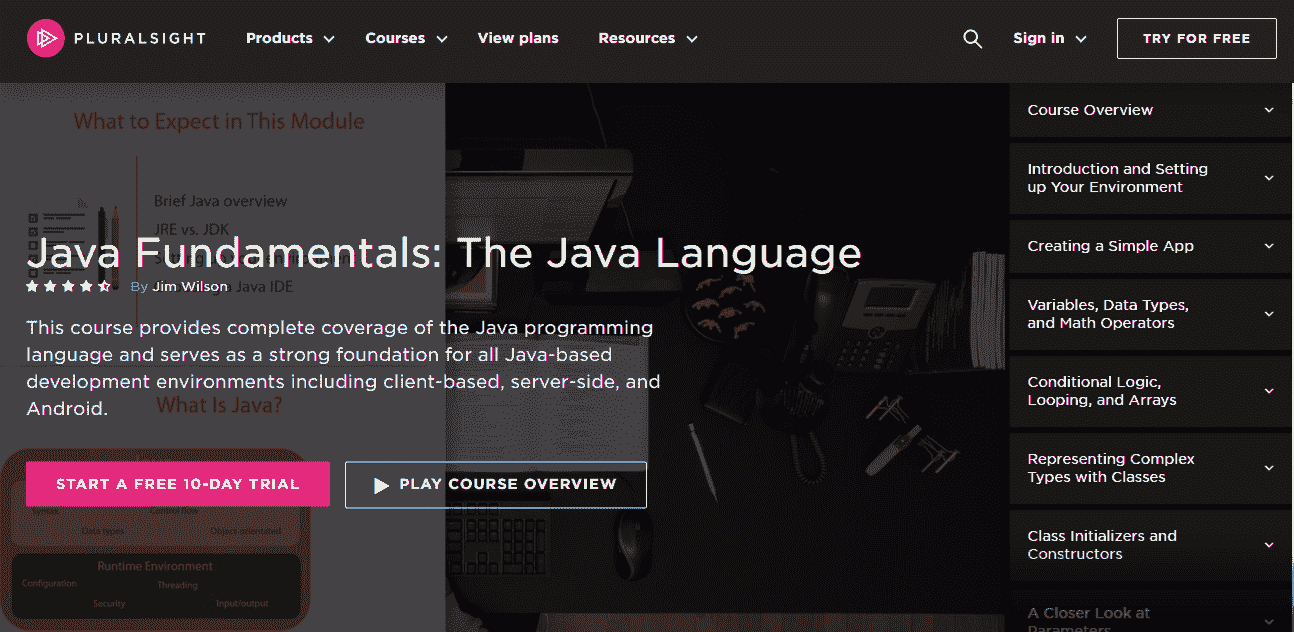 PLURALSIGHT
Products
Courses
View plans
Resources
Sign in
TRY FOR FREE
What to Expect in This Module
Brief Java overview
JRE vs. JDK
Java IDE
Java Fundamentals: The Java Language
By Jim Wilson
This course provides complete coverage of the Java programming
language and serves as a strong foundation for all Java-based
development environments including client-based, server-side, and
Android.
What Is Java?
START A FREE 10-DAY TRIAL
PLAY COURSE OVERVIEW
Syntax
Control flow
Data types
Object-orientated
Runtime Environment
Configuration
Threading
Security
Input/output
Course Overview
Introduction and Setting
up Your Environment
Creating a Simple App
Variables, Data Types,
and Math Operators
Conditional Logic,
Looping, and Arrays
Representing Complex
Types with Classes
Class Initializers and
Constructors
A Closer Look at
Parameters